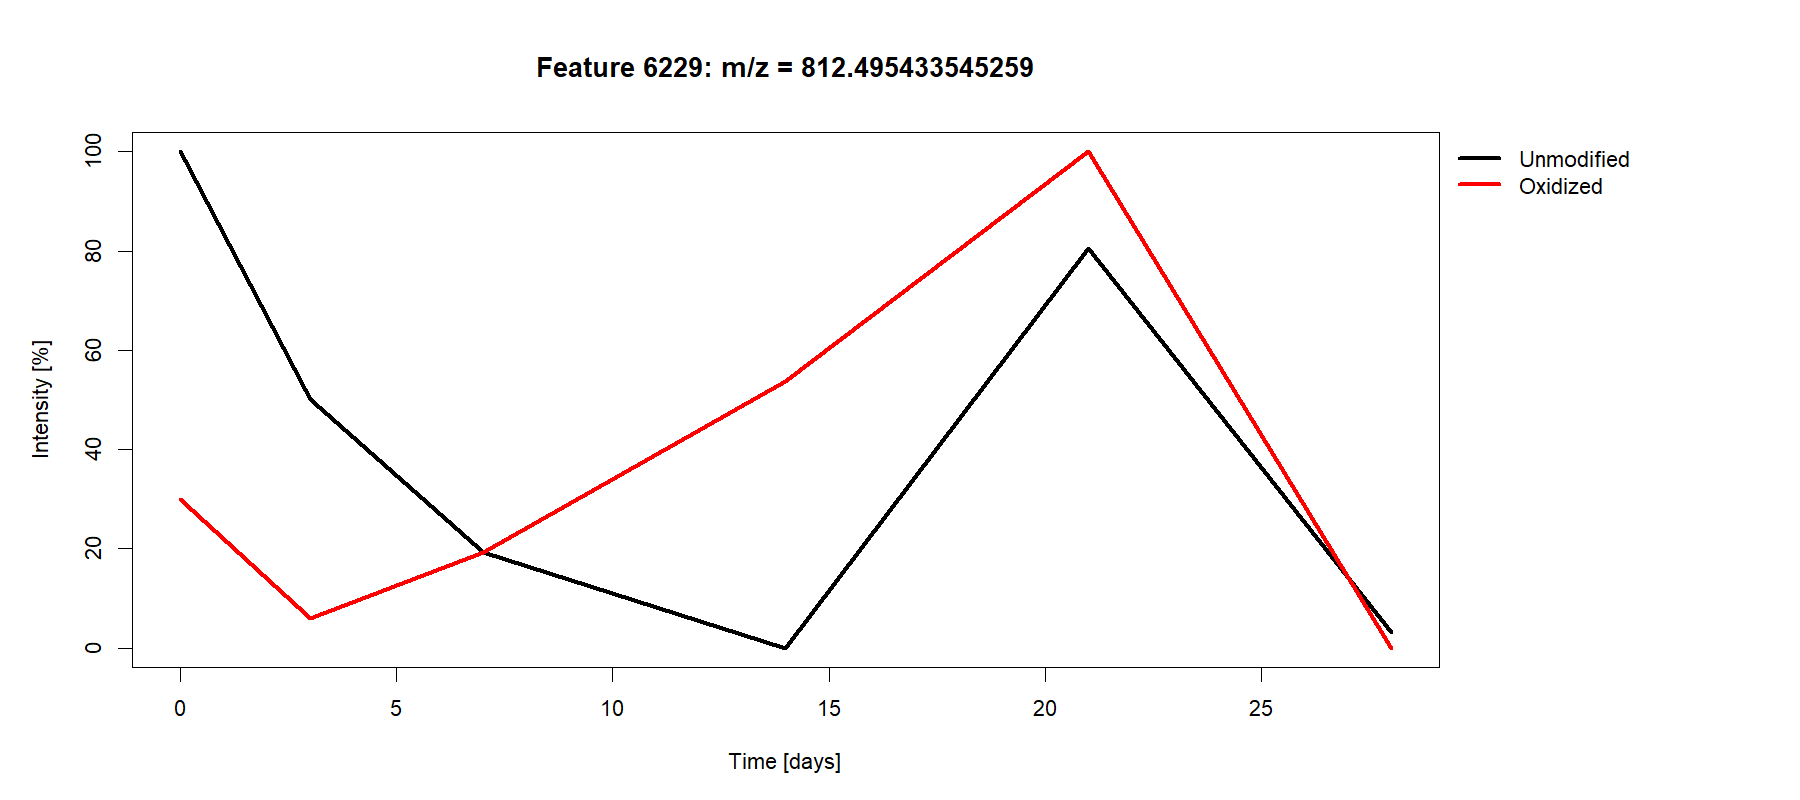 Feature 6229: m/z = 812.495433545259
Unmodified
Oxidized
Intensity [%]
100
80
60
40
20
0
0 5 10 15 20 25
Time [days]